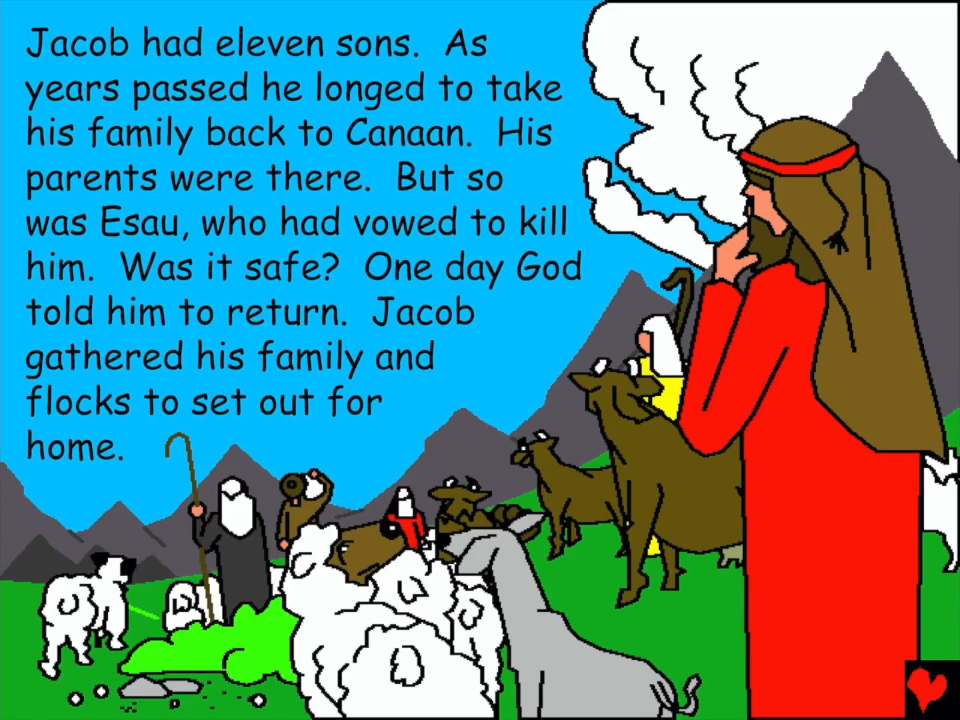 Jacob had eleven sons.  As
years passed he longed to take
his family back to Canaan.  His
parents were there.  But so
was Esau, who had vowed to kill
him.  Was it safe?  One day God
told him to return.  Jacob
gathered his family and
flocks to set out for
home.